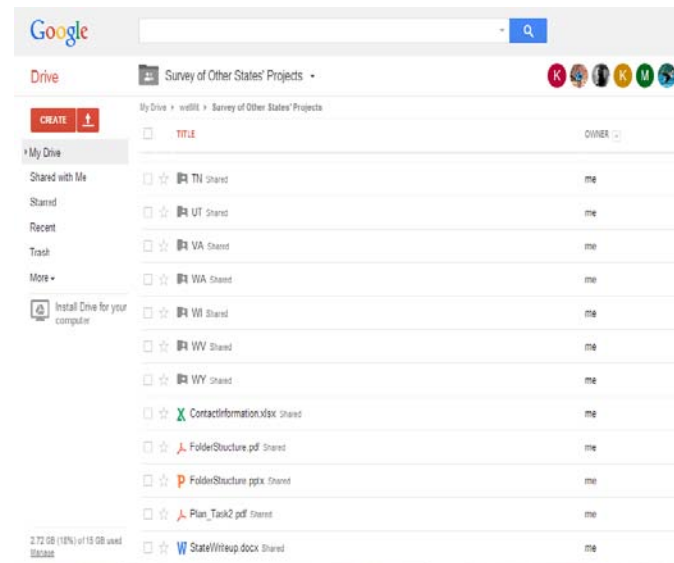 Google
Drive
Survey of Other States' Projects
K K M
My Drive ▸ webMt ▸ Survey of Other States' Projects
CREATE
TITLE OWNER
My Drive
Shared with Me
Starred
Recent
Trash
More
Install Drive for your
computer
TN Shared me
UT Shared me
VA Shared me
WA Shared me
WI Shared me
WV Shared me
WY Shared me
ContactInformation.xlsx Shared me
FolderStructure.pdf Shared me
FolderStructure.pptx Shared me
Plan_Task2.pdf Shared me
StateWriteup.docx Shared me
2.72 GB (18%) of 15 GB used
Manage